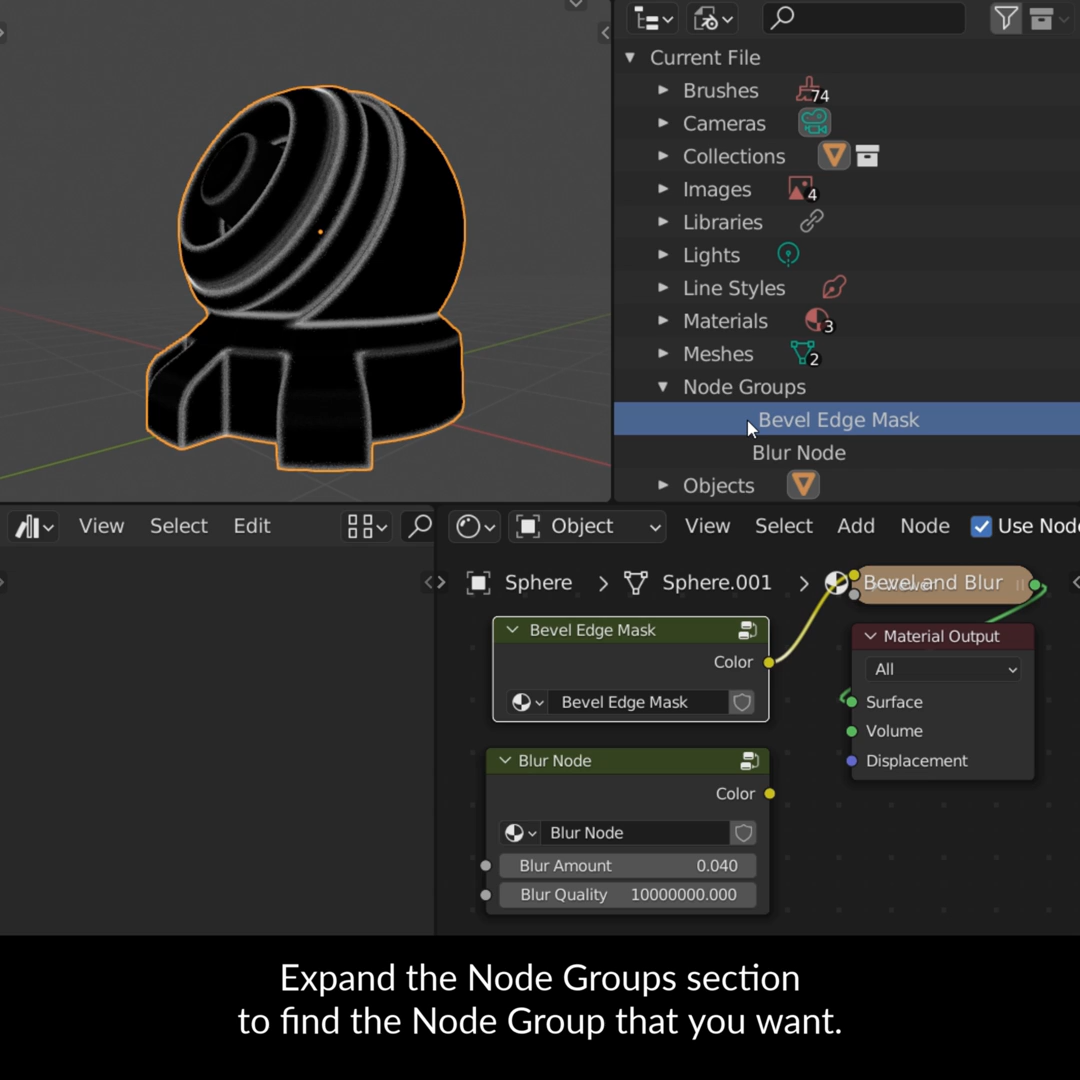 Current File
Brushes 74
Cameras
Collections
Images 4
Libraries
Lights
Line Styles
Materials 3
Meshes 2
Node Groups
Bevel Edge Mask
Blur Node
Objects
View Select Edit
Object View Select Add Node Use Node
Sphere > Sphere.001 > Bevel and Blur
Bevel Edge Mask
Color
Bevel Edge Mask
Blur Node
Color
Blur Node
Blur Amount 0.040
Blur Quality 10000000.000
Material Output
All
Surface
Volume
Displacement
Expand the Node Groups section
to find the Node Group that you want.